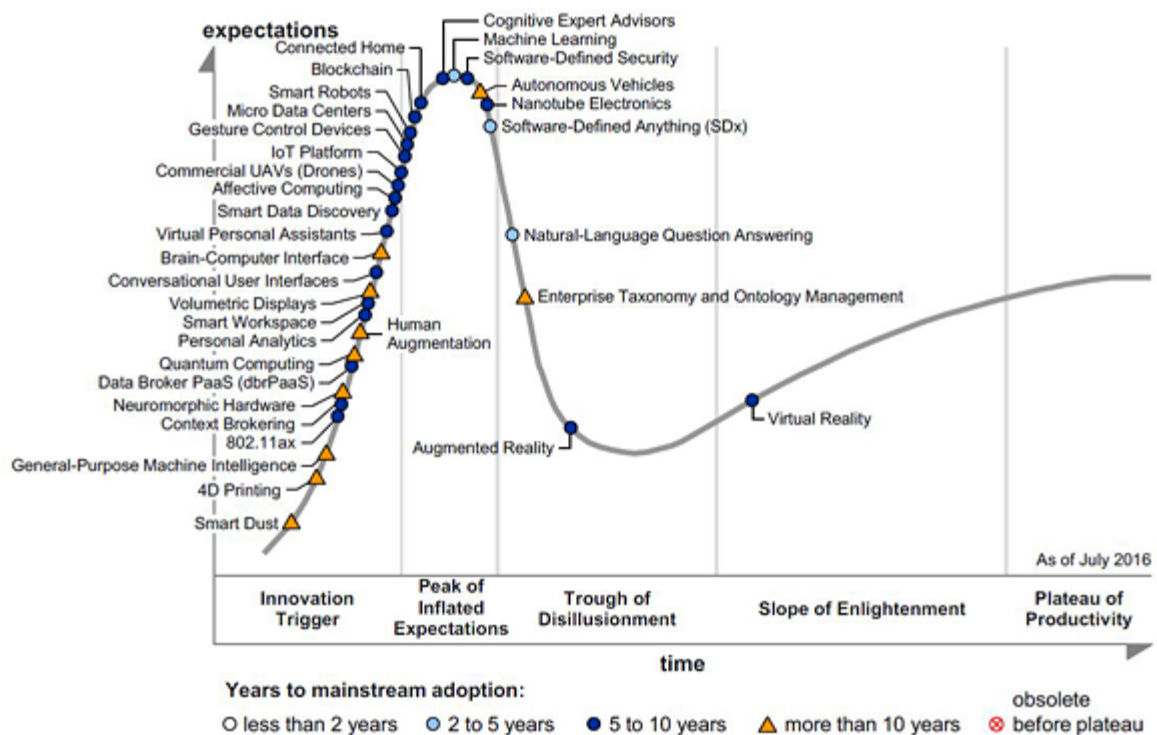 expectations
Cognitive Expert Advisors
Machine Learning
Connected Home
Software-Defined Security
Blockchain
Autonomous Vehicles
Smart Robots
Nanotube Electronics
Micro Data Centers
Gesture Control Devices
Software-Defined Anything (SDx)
IoT Platform
Commercial UAVs (Drones)
Affective Computing
Smart Data Discovery
Virtual Personal Assistants
Natural-Language Question Answering
Brain-Computer Interface
Conversational User Interfaces
Volumetric Displays
Enterprise Taxonomy and Ontology Management
Smart Workspace
Personal Analytics
Human
Augmentation
Quantum Computing
Data Broker PaaS (dbrPaaS)
Neuromorphic Hardware
Context Brokering
802.11ax
General-Purpose Machine Intelligence
4D Printing
Smart Dust
Augmented Reality
Virtual Reality
As of July 2016
Innovation
Trigger
Peak of
Inflated
Expectations
Trough of
Disillusionment
Slope of Enlightenment
Plateau of
Productivity
time
Years to mainstream adoption:
less than 2 years
2 to 5 years
5 to 10 years
more than 10 years
obsolete
before plateau